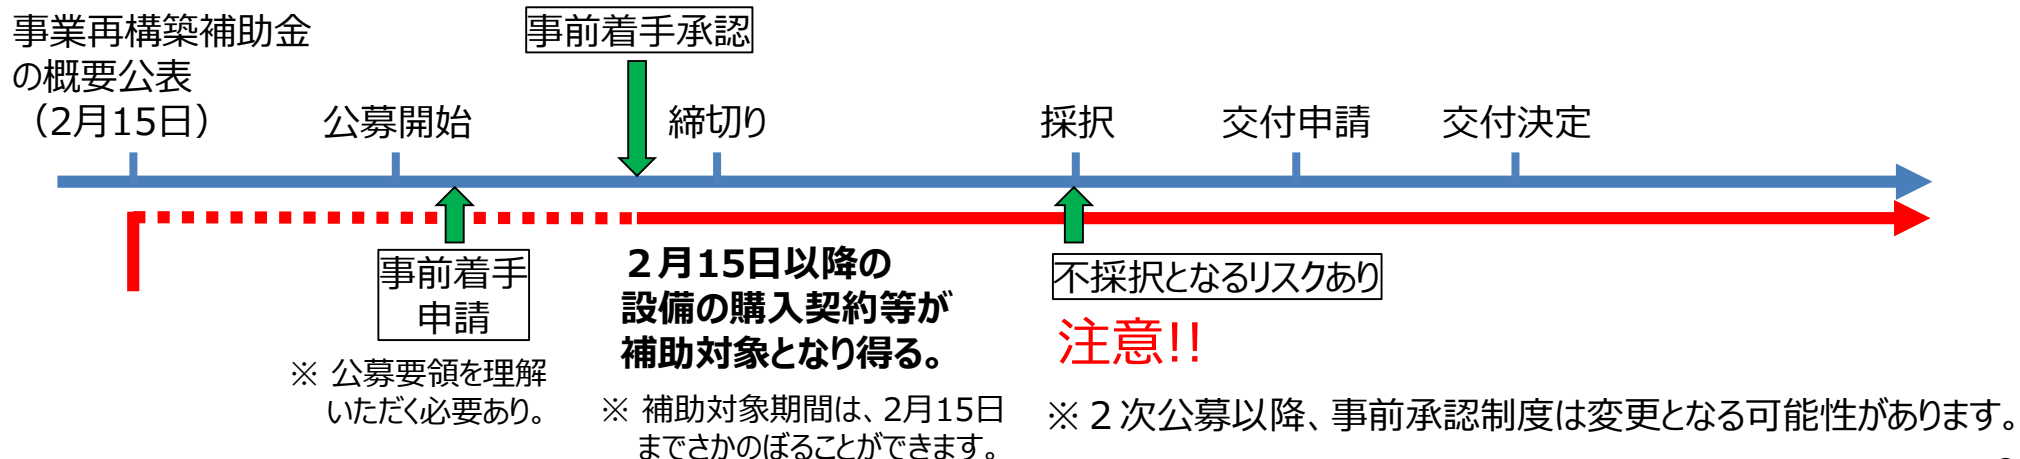 事業再構築補助金
の概要公表
（2月15日）
事前着手承認
公募開始
締切り
採択
交付申請
交付決定
事前着手
申請
※ 公募要領を理解
いただく必要あり。
２月15日以降の
設備の購入契約等が
補助対象となり得る。
※ 補助対象期間は、2月15日
までさかのぼることができます。
不採択となるリスクあり
注意!!
※２次公募以降、事前承認制度は変更となる可能性があります。